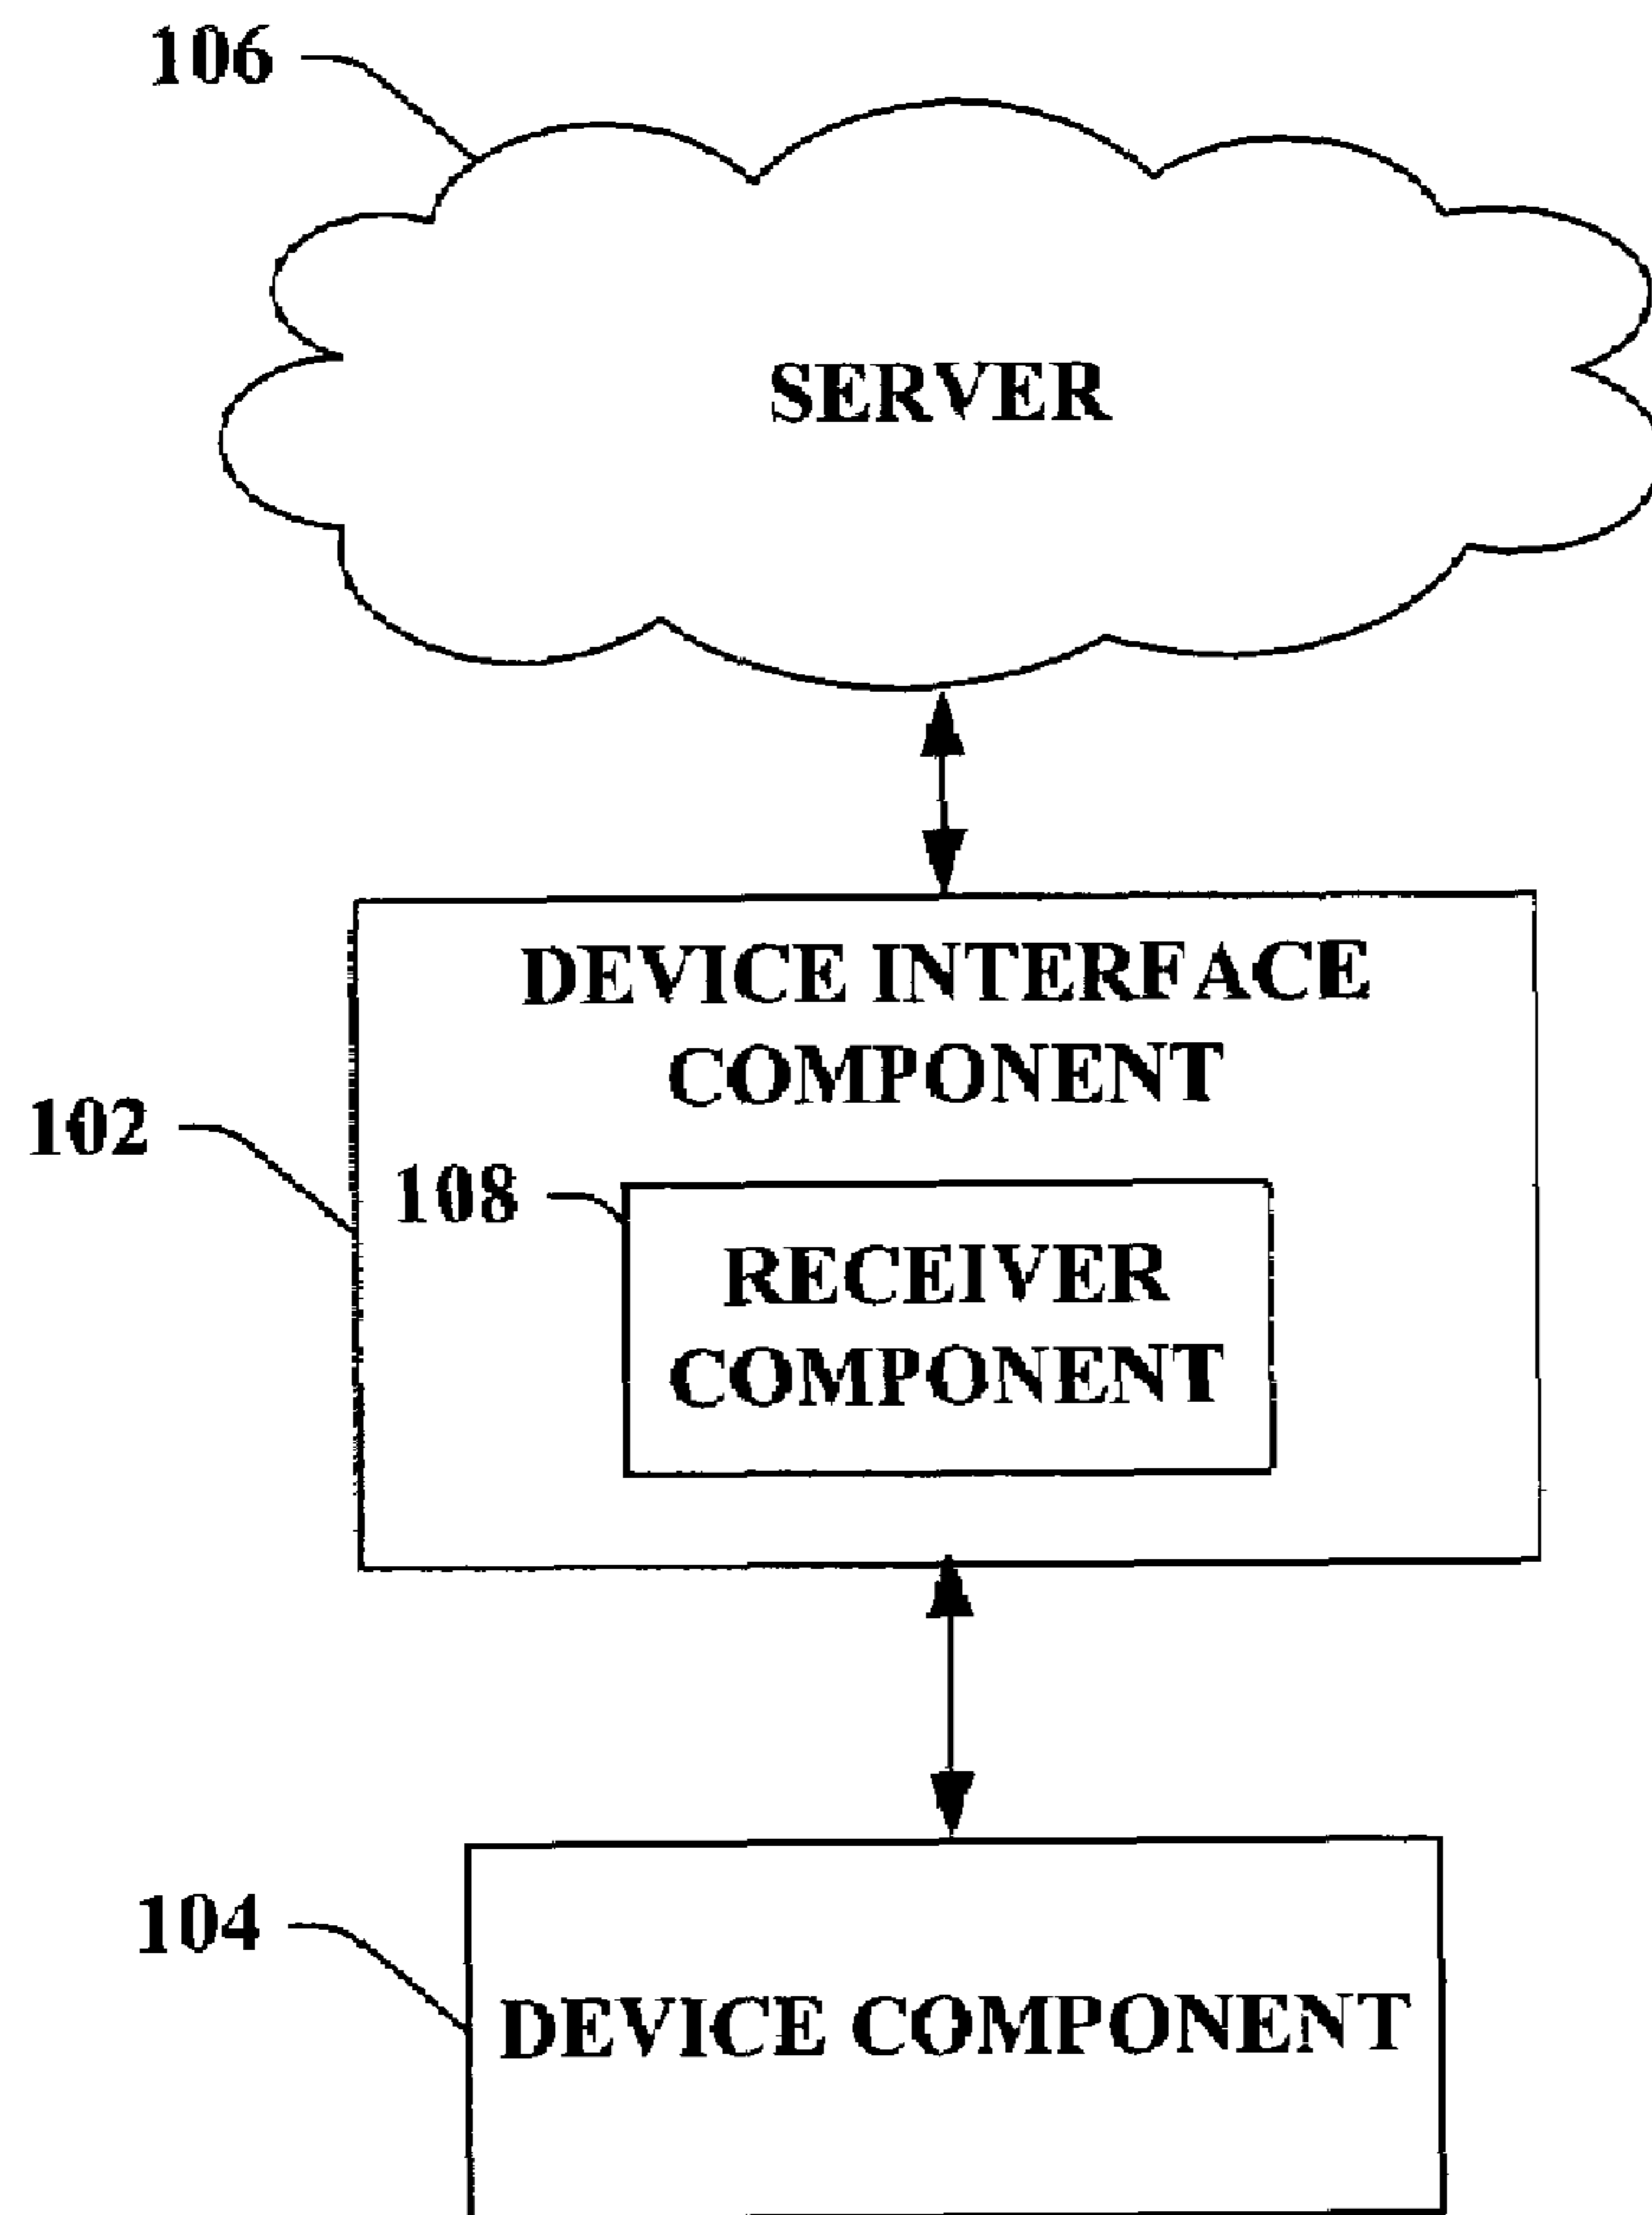 106
SERVER
DEVICE INTERFACE
COMPONENT
102
108
RECEIVER
COMPONENT
104
DEVICE COMPONENT